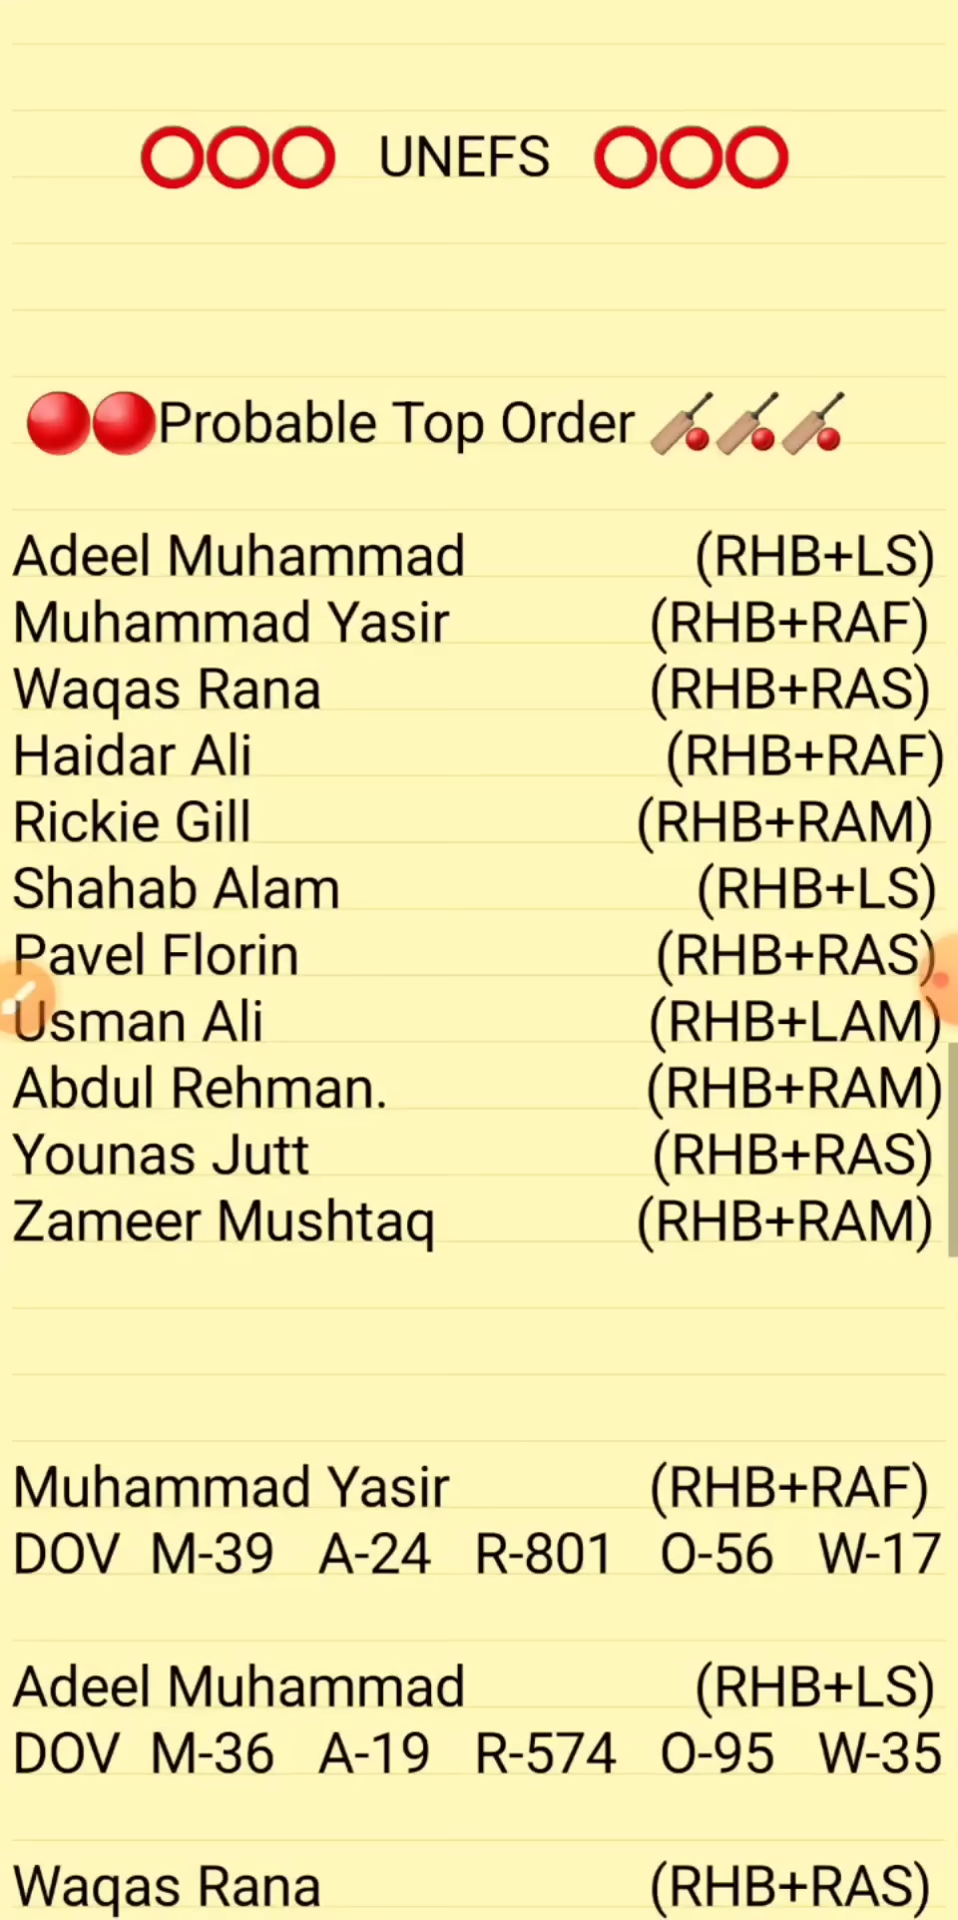 ⭕⭕⭕ UNEFS ⭕⭕⭕
🔴🔴Probable Top Order 🏏🏏🏏
Adeel Muhammad (RHB+LS)
Muhammad Yasir (RHB+RAF)
Waqas Rana (RHB+RAS)
Haidar Ali (RHB+RAF)
Rickie Gill (RHB+RAM)
Shahab Alam (RHB+LS)
Pavel Florin (RHB+RAS)
Usman Ali (RHB+LAM)
Abdul Rehman. (RHB+RAM)
Younas Jutt (RHB+RAS)
Zameer Mushtaq (RHB+RAM)
Muhammad Yasir (RHB+RAF)
DOV M-39 A-24 R-801 O-56 W-17
Adeel Muhammad (RHB+LS)
DOV M-36 A-19 R-574 O-95 W-35
Waqas Rana (RHB+RAS)